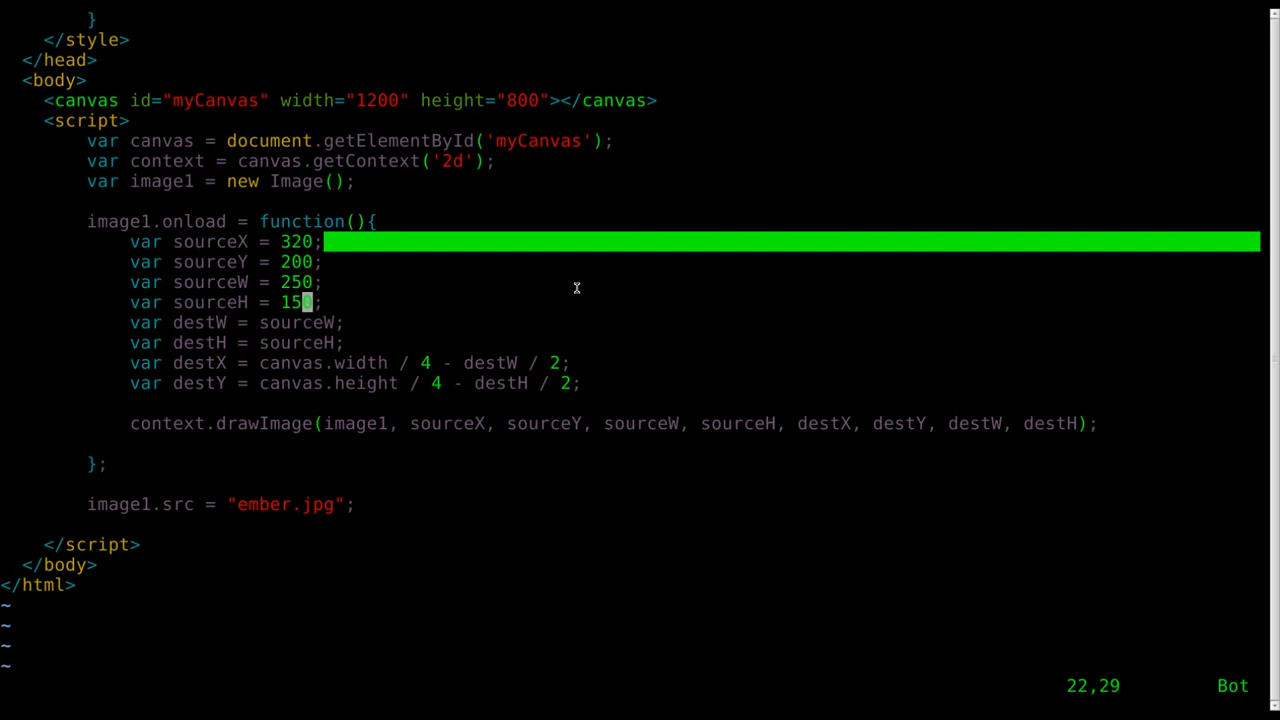 }
</style>
</head>
<body>
<canvas id="myCanvas" width="1200" height="800"></canvas>
<script>
var canvas = document.getElementById('myCanvas');
var context = canvas.getContext('2d');
var image1 = new Image();
image1.onload = function(){
var sourceX = 320;
var sourceY = 200;
var sourceW = 250;
var sourceH = 150;
var destW = sourceW;
var destH = sourceH;
var destX = canvas.width / 4 - destW / 2;
var destY = canvas.height / 4 - destH / 2;
context.drawImage(image1, sourceX, sourceY, sourceW, sourceH, destX, destY, destW, destH);
};
image1.src = "ember.jpg";
</script>
</body>
</html>
~
~
~
~
22,29 Bot